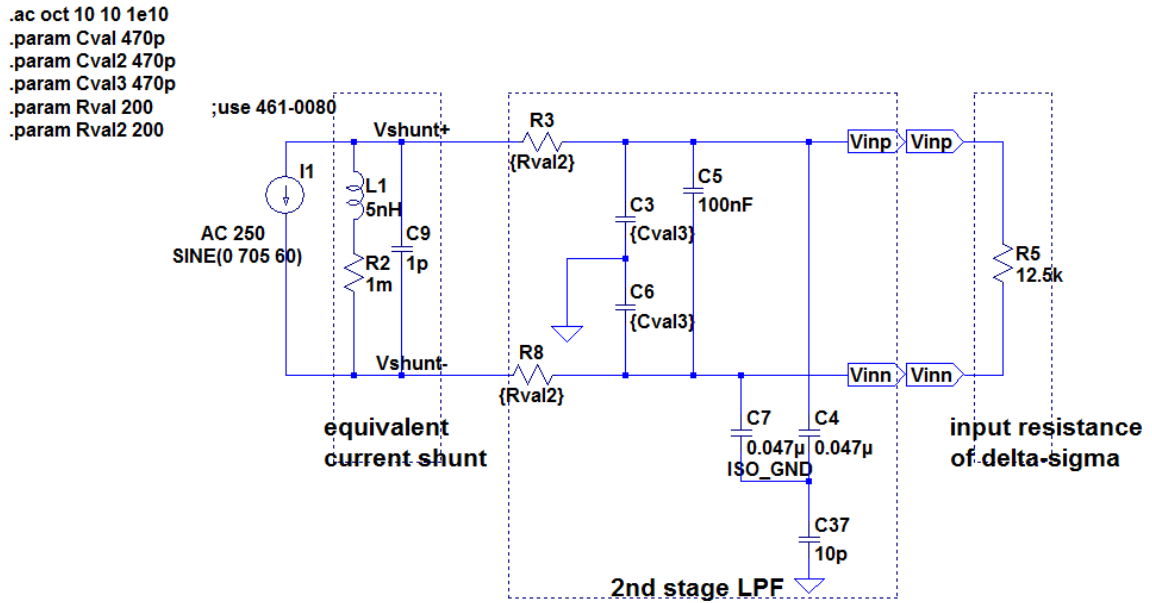 .ac oct 10 10 1e10
.param Cval 470p
.param Cval2 470p
.param Cval3 470p
.param Rval 200 ;use 461-0080
.param Rval2 200
Vshunt+
R3
{Rval2}
Vinp
Vinp
I1
L1
5nH
C5
100nF
C3
{Cval3}
AC 250
SINE(0 705 60)
C9
1p
R2
1m
R5
12.5k
C6
{Cval3}
Vshunt-
R8
{Rval2}
Vinn
Vinn
equivalent
current shunt
C7
0.047µ
C4
0.047µ
ISO_GND
input resistance
of delta-sigma
C37
10p
2nd stage LPF